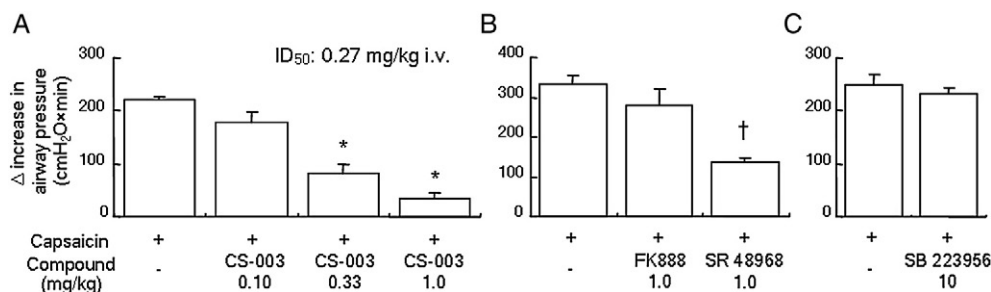 A
B
C
ID50: 0.27 mg/kg i.v.
Δ increase in
airway pressure
(cmH2O×min)
300
200
100
0
*
*
400
300
200
100
0
†
300
200
100
0
Capsaicin + + + + + + + + +
Compound - CS-003 CS-003 CS-003 - FK888 SR 48968 - SB 223956
(mg/kg) 0.10 0.33 1.0 1.0 1.0 10